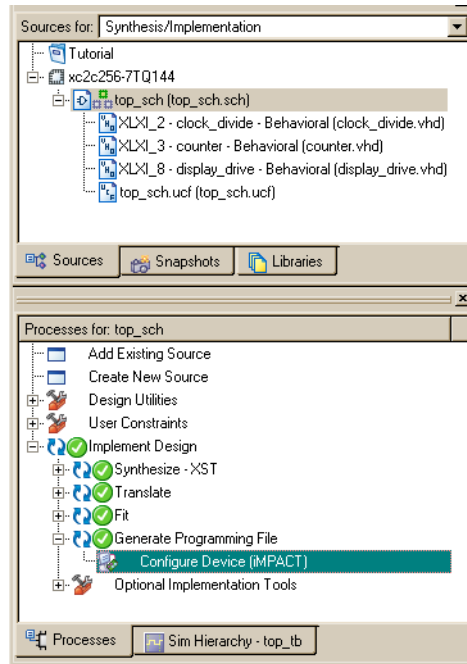 Sources for: Synthesis/Implementation
Tutorial
xc2c256-7TQ144
top_sch (top_sch.sch)
XLXI_2 - clock_divide - Behavioral (clock_divide.vhd)
XLXI_3 - counter - Behavioral (counter.vhd)
XLXI_8 - display_drive - Behavioral (display_drive.vhd)
top_sch.ucf (top_sch.ucf)
Sources Snapshots Libraries
Processes for: top_sch
Add Existing Source
Create New Source
Design Utilities
User Constraints
Implement Design
Synthesize - XST
Translate
Fit
Generate Programming File
Configure Device (iMPACT)
Optional Implementation Tools
Processes Sim Hierarchy - top_tb